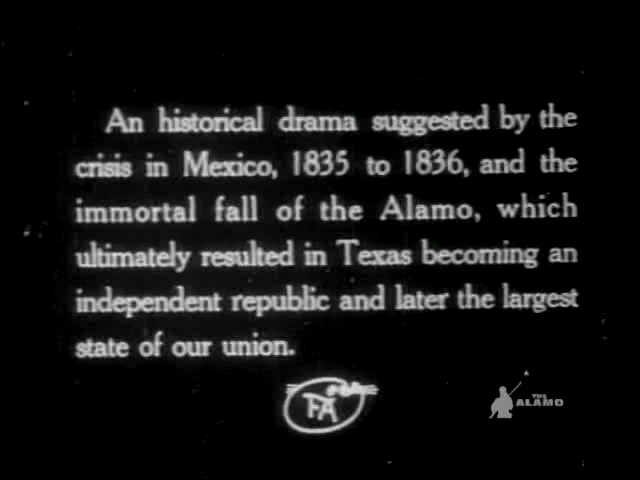 An historical drama suggested by the
crisis in Mexico, 1835 to 1836, and the
immortal fall of the Alamo, which
ultimately resulted in Texas becoming an
independent republic and later the largest
state of our union.
FA
THE
ALAMO